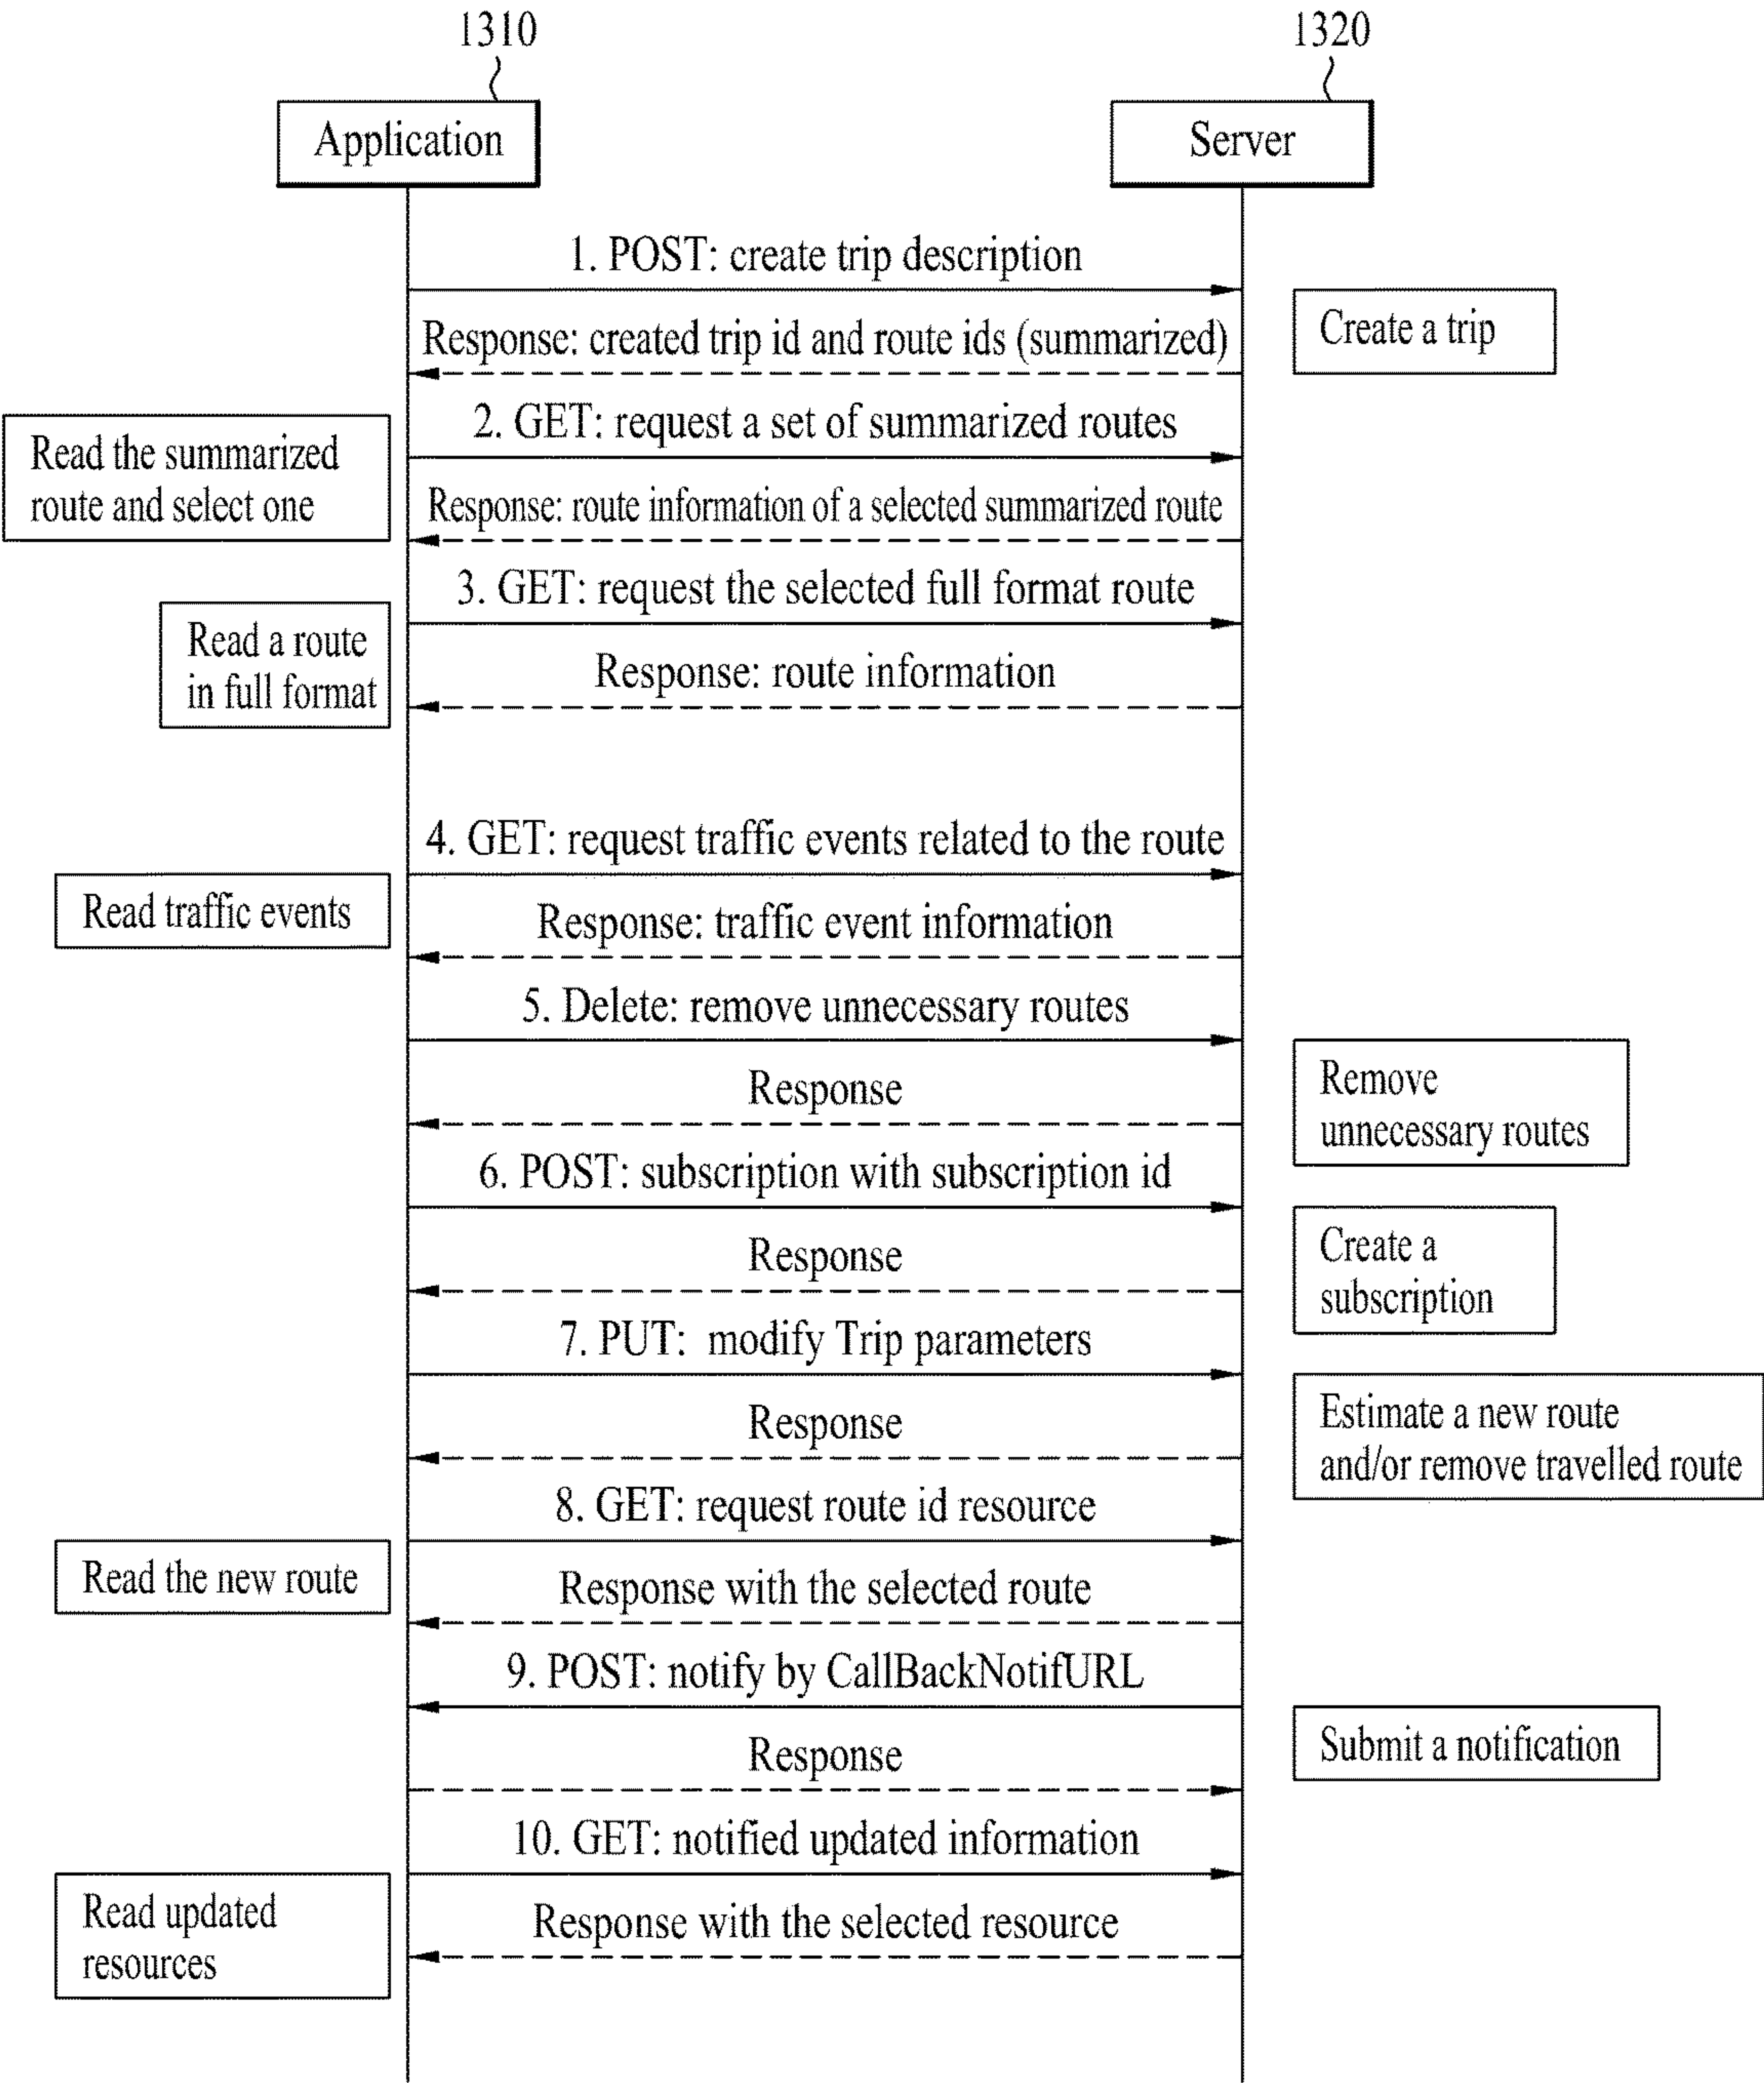 1310
1320
Application
Server
1. POST: create trip description
Response: created trip id and route ids (summarized)
Create a trip
2. GET: request a set of summarized routes
Read the summarized
route and select one
Response: route information of a selected summarized route
3. GET: request the selected full format route
Read a route
in full format
Response: route information
4. GET: request traffic events related to the route
Read traffic events
Response: traffic event information
5. Delete: remove unnecessary routes
Response
Remove
unnecessary routes
6. POST: subscription with subscription id
Response
Create a
subscription
7. PUT: modify Trip parameters
Response
Estimate a new route
and/or remove travelled route
8. GET: request route id resource
Read the new route
Response with the selected route
9. POST: notify by CallBackNotifURL
Response
Submit a notification
10. GET: notified updated information
Read updated
resources
Response with the selected resource